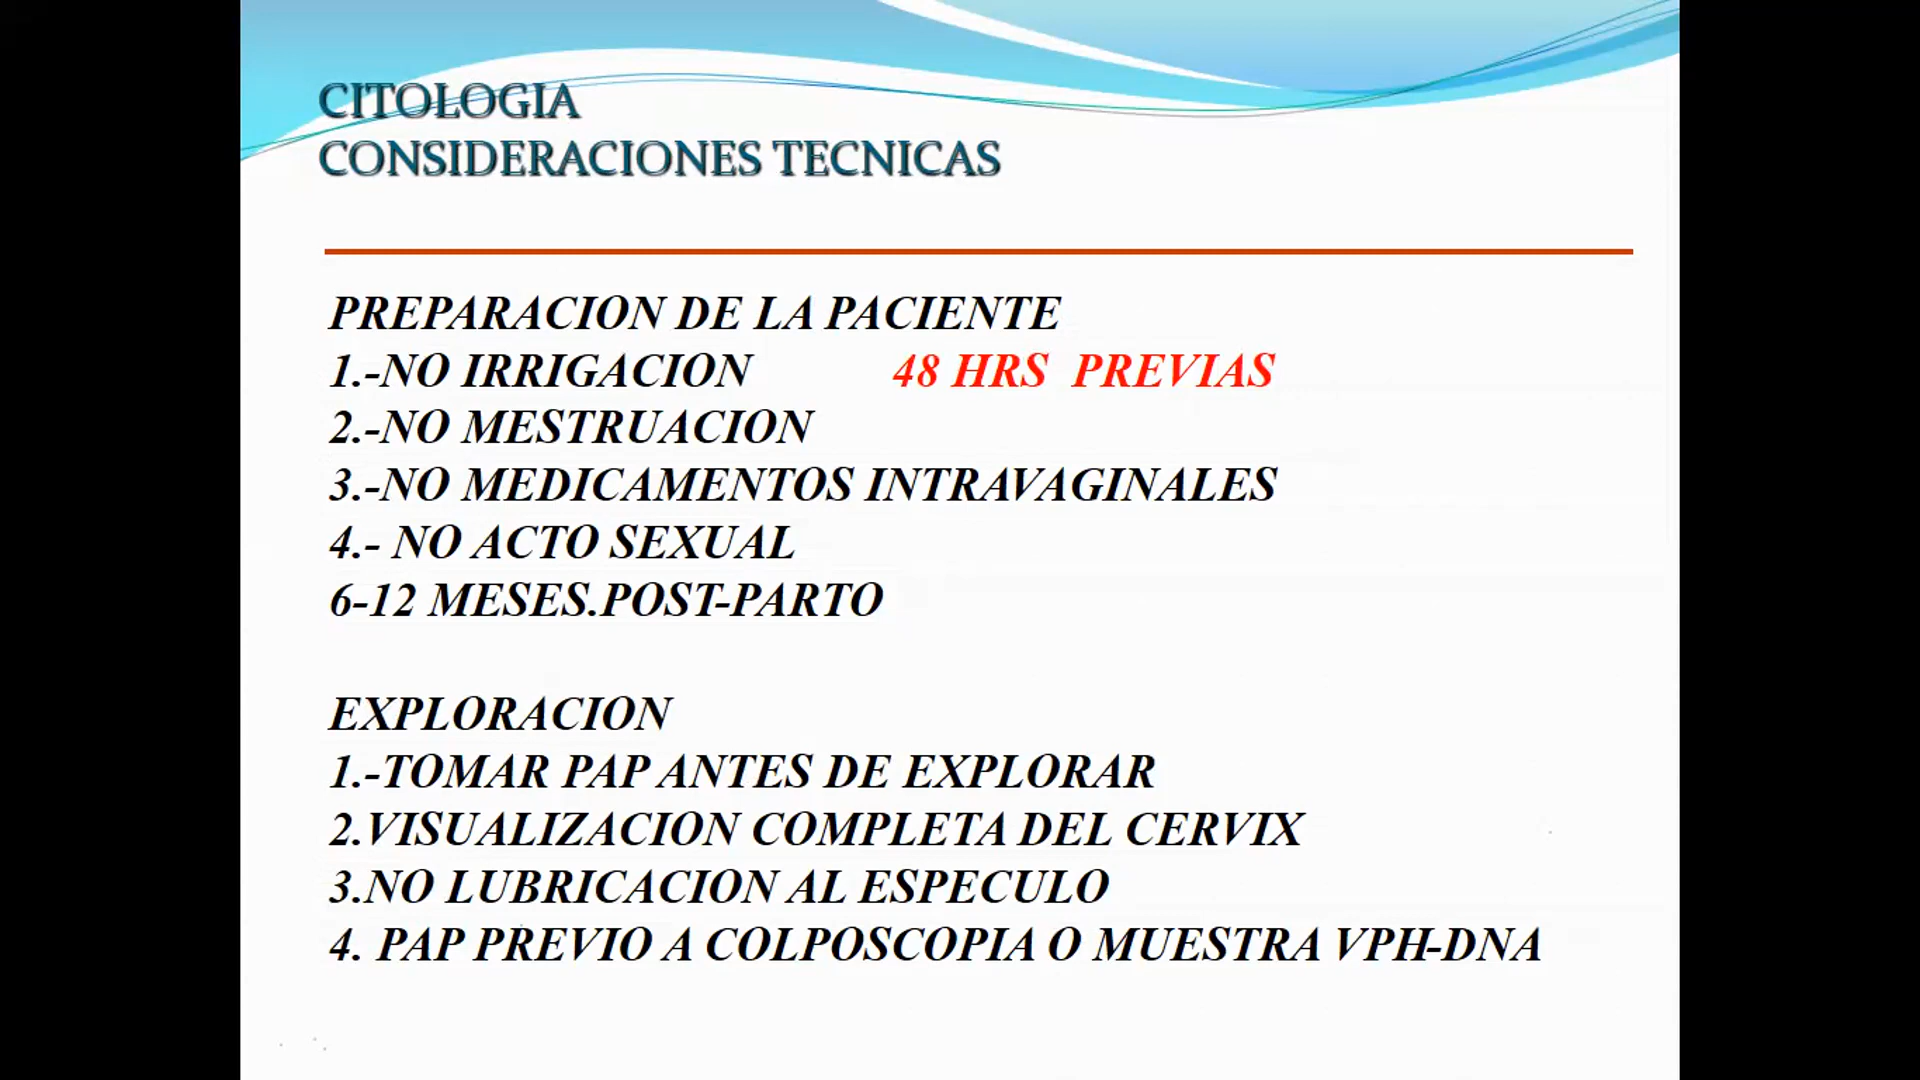 CITOLOGIA
CONSIDERACIONES TECNICAS
PREPARACION DE LA PACIENTE
1.-NO IRRIGACION 48 HRS PREVIAS
2.-NO MESTRUACION
3.-NO MEDICAMENTOS INTRAVAGINALES
4.- NO ACTO SEXUAL
6-12 MESES.POST-PARTO
EXPLORACION
1.-TOMAR PAP ANTES DE EXPLORAR
2.VISUALIZACION COMPLETA DEL CERVIX
3.NO LUBRICACION AL ESPECULO
4. PAP PREVIO A COLPOSCOPIA O MUESTRA VPH-DNA